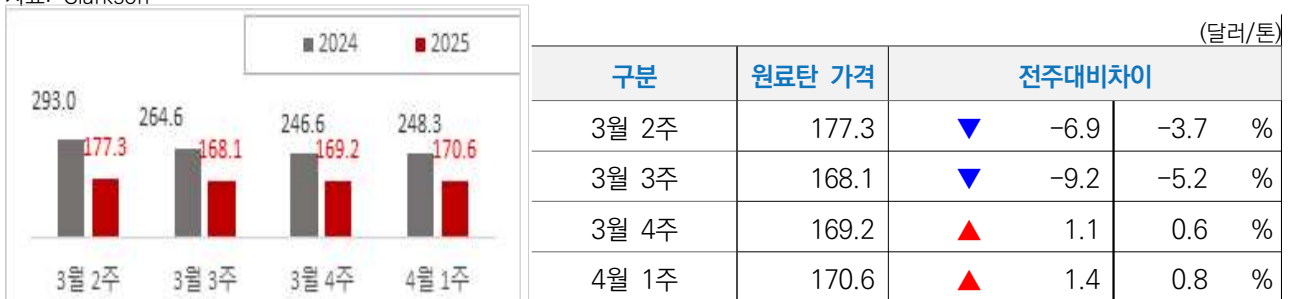 ■ 2024 ■ 2025
293.0 264.6 246.6 248.3
177.3 168.1 169.2 170.6
3월 2주 3월 3주 3월 4주 4월 1주
(달러/톤)
구분 원료탄 가격 전주대비차이
3월 2주 177.3 ▼ -6.9 -3.7 %
3월 3주 168.1 ▼ -9.2 -5.2 %
3월 4주 169.2 ▲ 1.1 0.6 %
4월 1주 170.6 ▲ 1.4 0.8 %